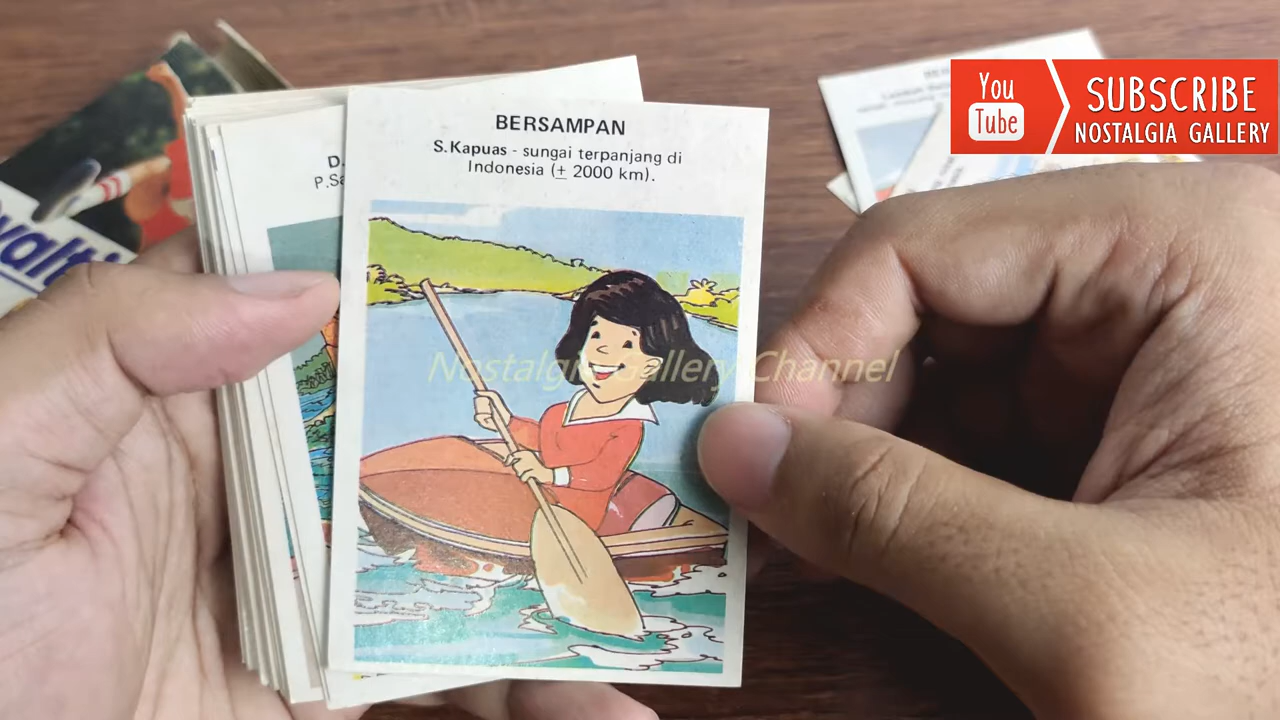 BERSAMPAN
S.Kapuas - sungai terpanjang di
Indonesia (± 2000 km).
D.
Nostalgia Gallery Channel
You
Tube
SUBSCRIBE
NOSTALGIA GALLERY